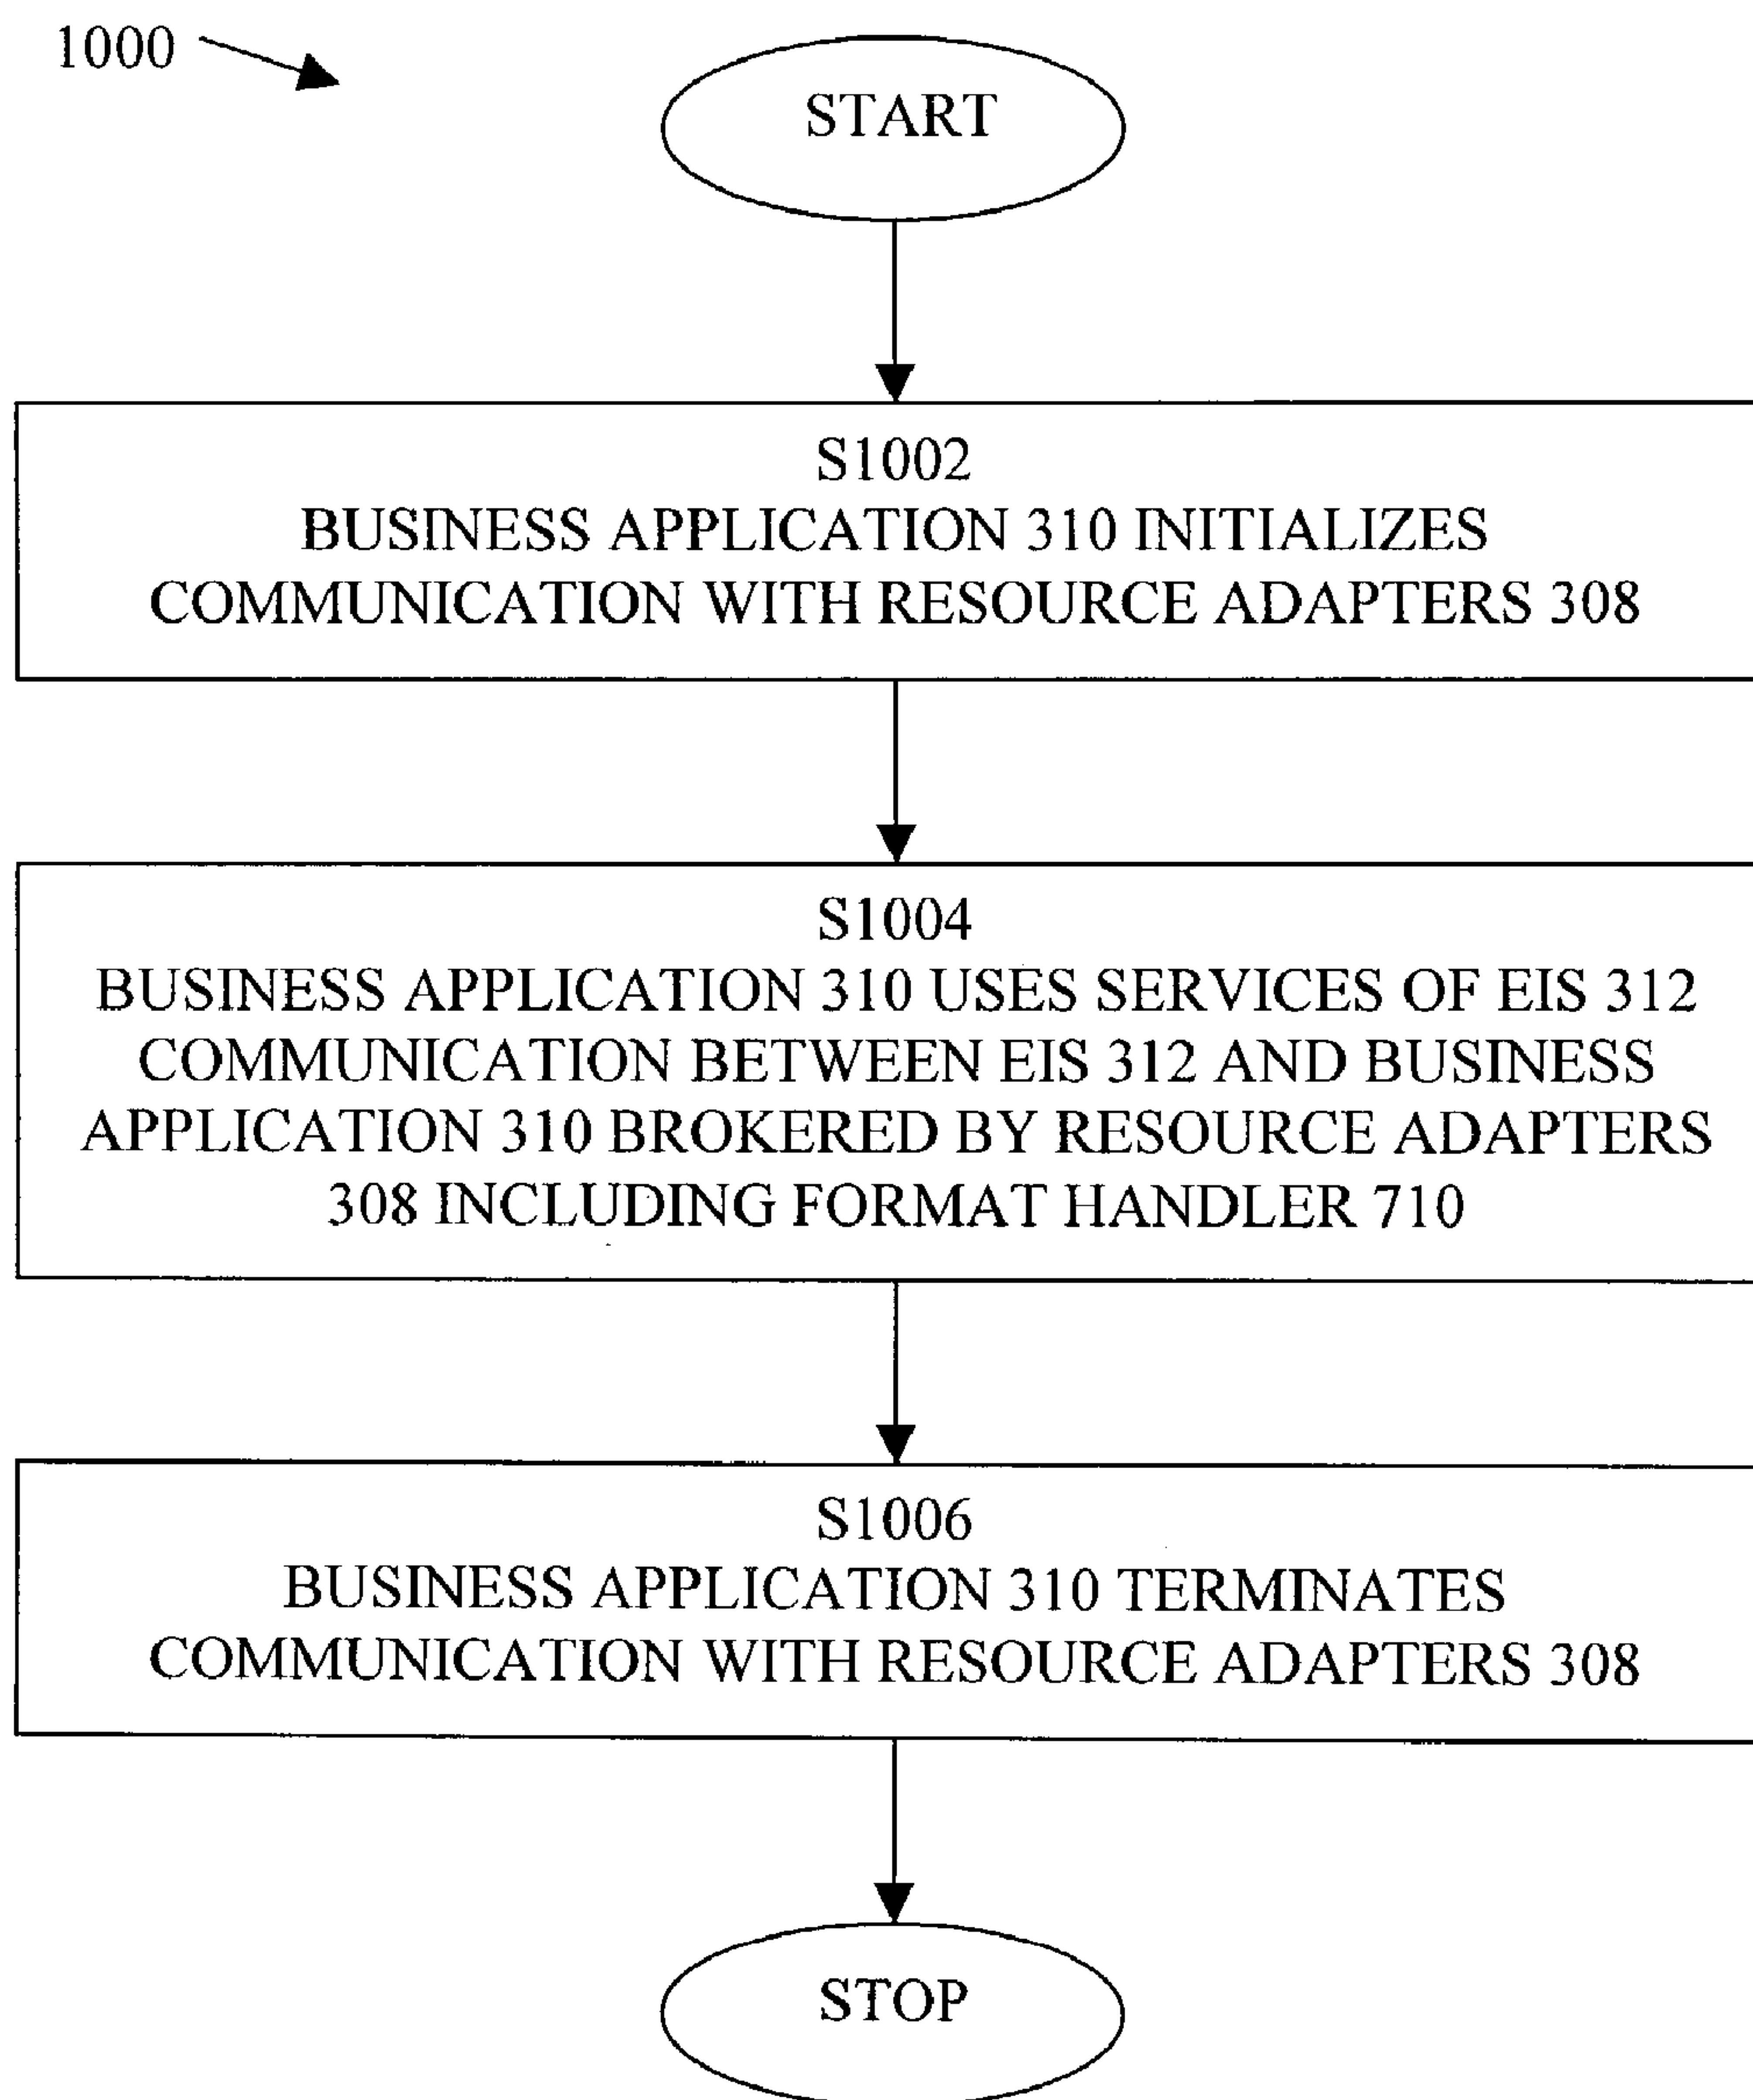 1000
START
S1002
BUSINESS APPLICATION 310 INITIALIZES
COMMUNICATION WITH RESOURCE ADAPTERS 308
S1004
BUSINESS APPLICATION 310 USES SERVICES OF EIS 312
COMMUNICATION BETWEEN EIS 312 AND BUSINESS
APPLICATION 310 BROKERED BY RESOURCE ADAPTERS
308 INCLUDING FORMAT HANDLER 710
S1006
BUSINESS APPLICATION 310 TERMINATES
COMMUNICATION WITH RESOURCE ADAPTERS 308
STOP